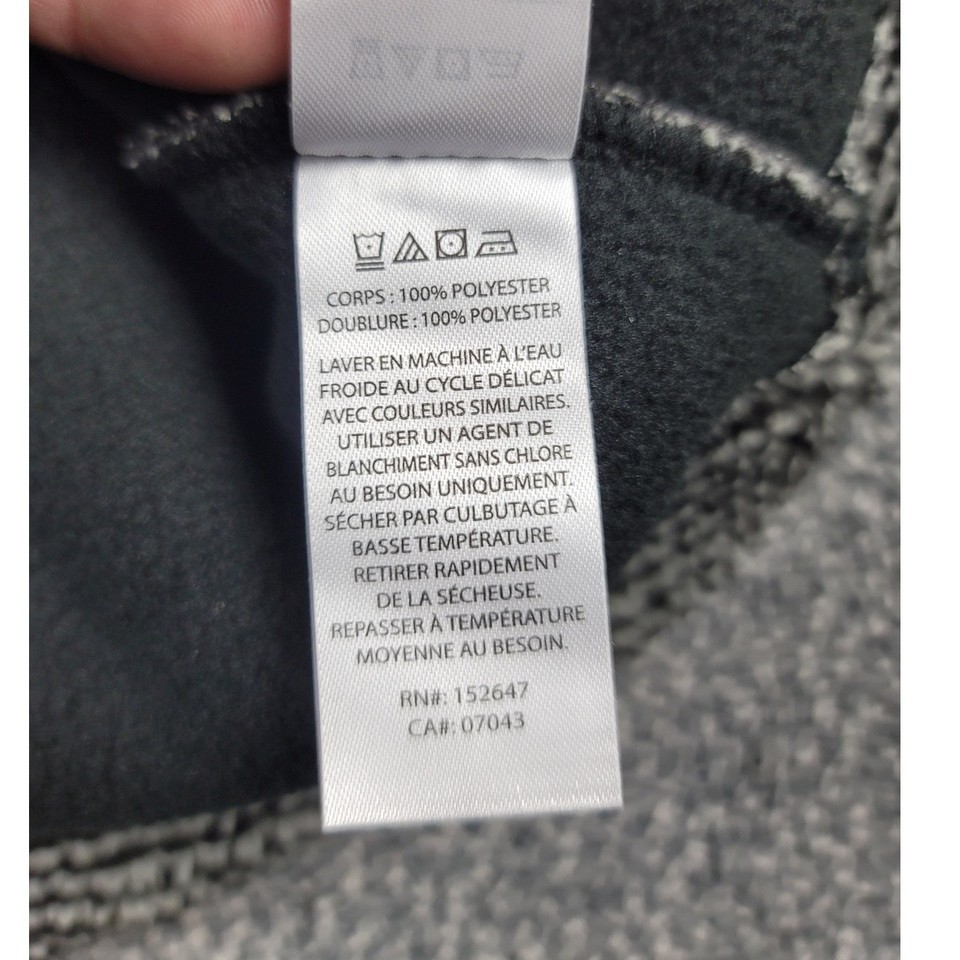 CORPS : 100% POLYESTER
DOUBLURE : 100% POLYESTER
LAVER EN MACHINE À L'EAU
FROIDE AU CYCLE DÉLICAT
AVEC COULEURS SIMILAIRES.
UTILISER UN AGENT DE
BLANCHIMENT SANS CHLORE
AU BESOIN UNIQUEMENT.
SÉCHER PAR CULBUTAGE À
BASSE TEMPÉRATURE.
RETIRER RAPIDEMENT
DE LA SÉCHEUSE.
REPASSER À TEMPÉRATURE
MOYENNE AU BESOIN.
RN#: 152647
CA#: 07043